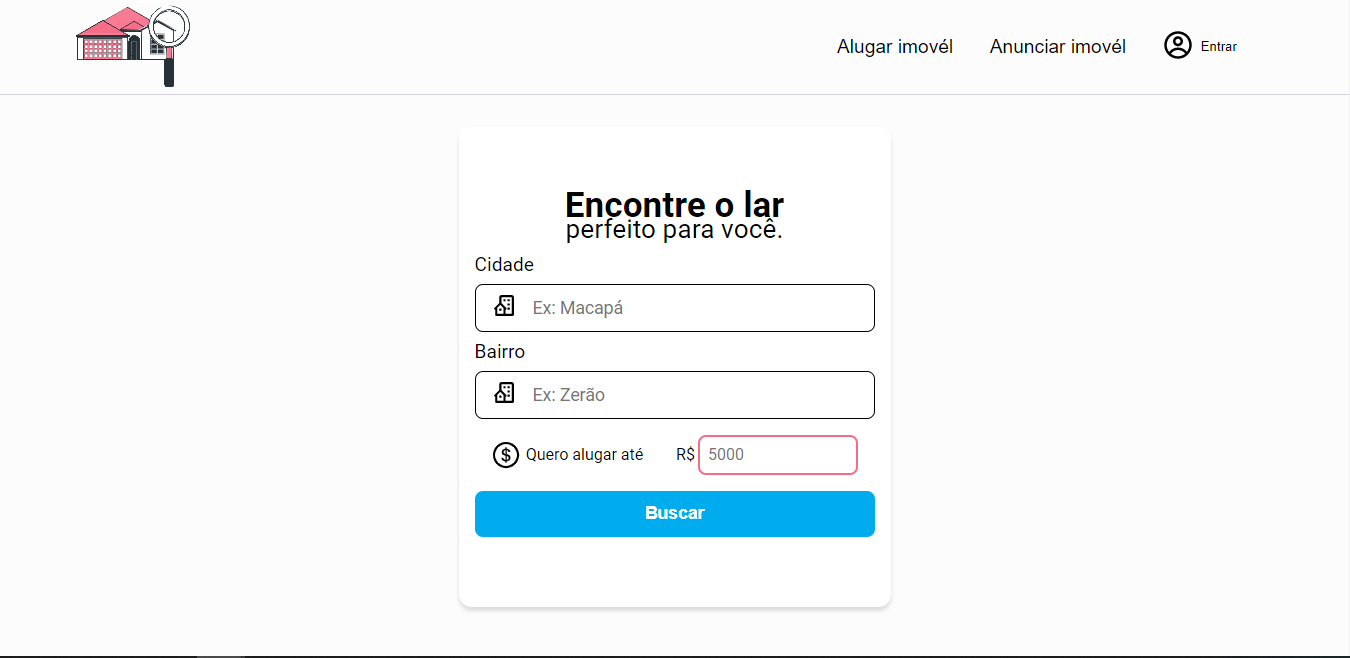 Alugar imovél Anunciar imovél Entrar
Encontre o lar
perfeito para você.
Cidade
Ex: Macapá
Bairro
Ex: Zerão
$ Quero alugar até R$ 5000
Buscar